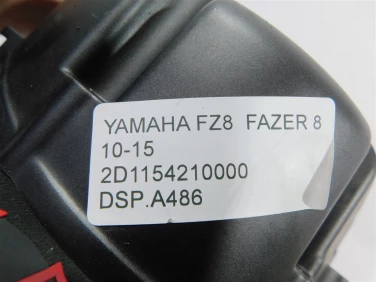 YAMAHA FZ8 FAZER 8
10-15
2D1154210000
DSP.A486